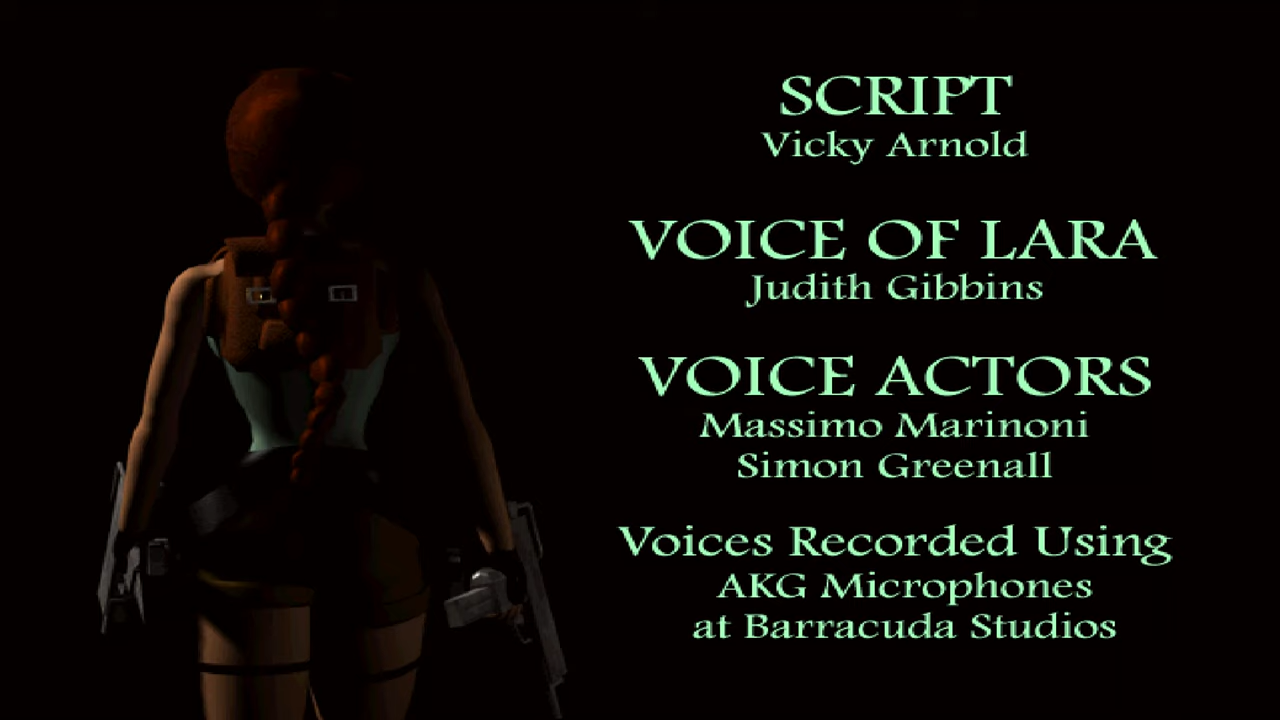 SCRIPT
Vicky Arnold
VOICE OF LARA
Judith Gibbins
VOICE ACTORS
Massimo Marinoni
Simon Greenall
Voices Recorded Using
AKG Microphones
at Barracuda Studios